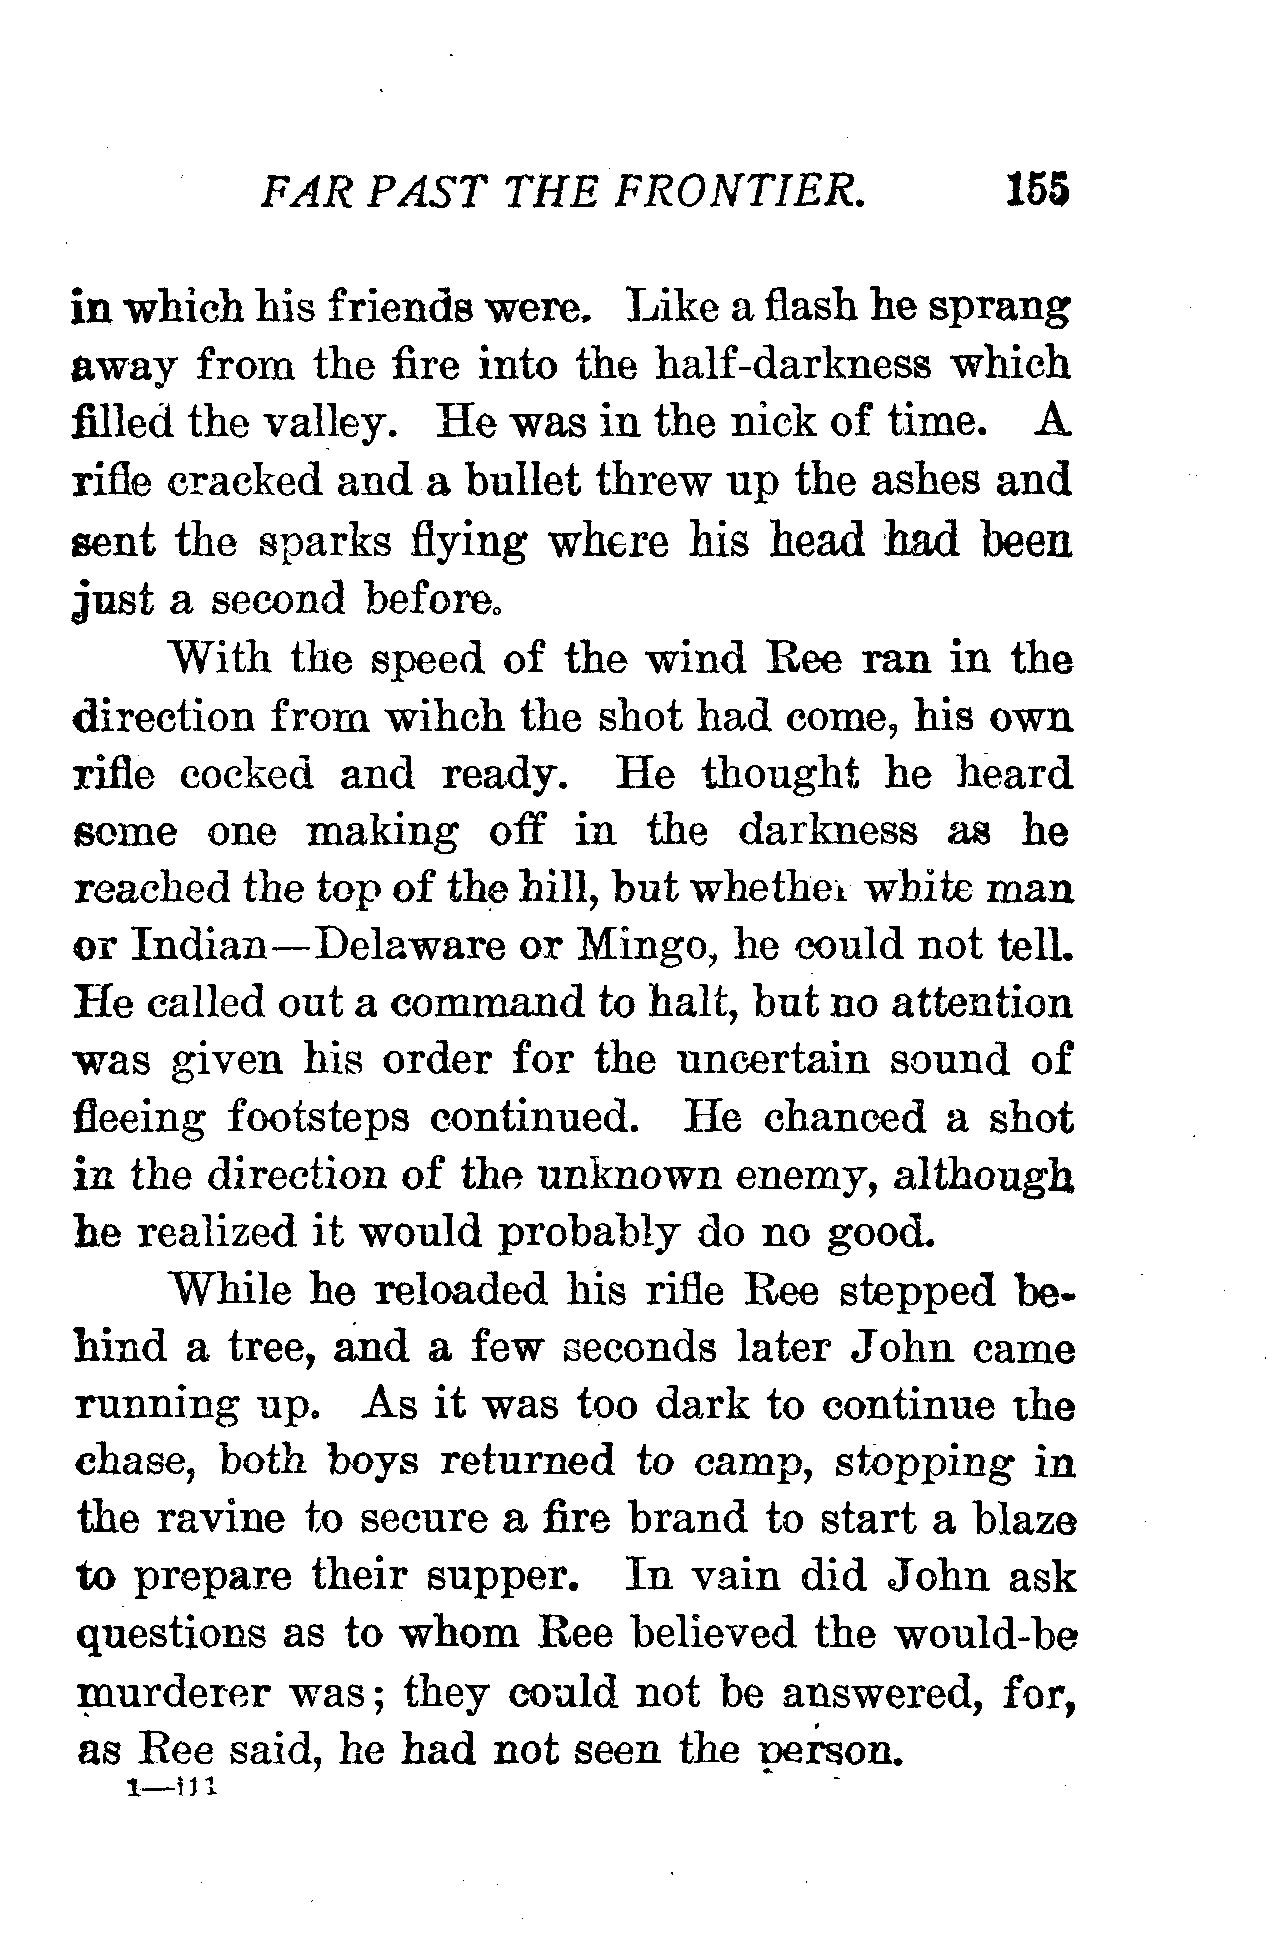 FAR PAST THE FRONTIER. 155
in which his friends were. Like a flash he sprang
away from the fire into the half-darkness which
filled the valley. He was in the nick of time. A
rifle cracked and a bullet threw up the ashes and
sent the sparks flying where his head had been
just a second before.
With the speed of the wind Ree ran in the
direction from wihch the shot had come, his own
rifle cocked and ready. He thought he heard
some one making off in the darkness as he
reached the top of the hill, but whether white man
or Indian—Delaware or Mingo, he could not tell.
He called out a command to halt, but no attention
was given his order for the uncertain sound of
fleeing footsteps continued. He chanced a shot
in the direction of the unknown enemy, although
he realized it would probably do no good.
While he reloaded his rifle Ree stepped be-
hind a tree, and a few seconds later John came
running up. As it was too dark to continue the
chase, both boys returned to camp, stopping in
the ravine to secure a fire brand to start a blaze
to prepare their supper. In vain did John ask
questions as to whom Ree believed the would-be
murderer was; they could not be answered, for,
as Ree said, he had not seen the person.